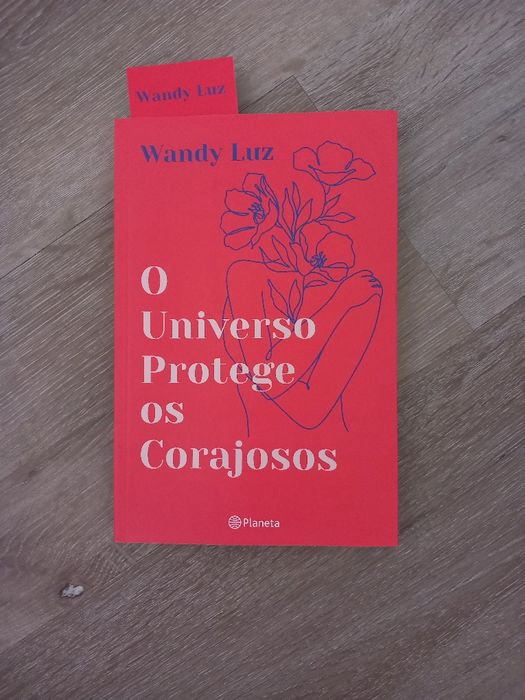 Wandy Luz
Wandy Luz
O
Universo
Protege
os
Corajosos
Planeta